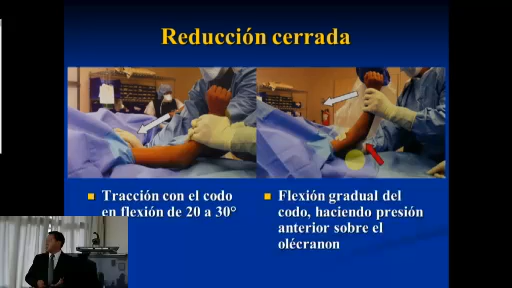 Reducción cerrada
Tracción con el codo
en flexión de 20 a 30°
Flexión gradual del
codo, haciendo presión
anterior sobre el
olécranon